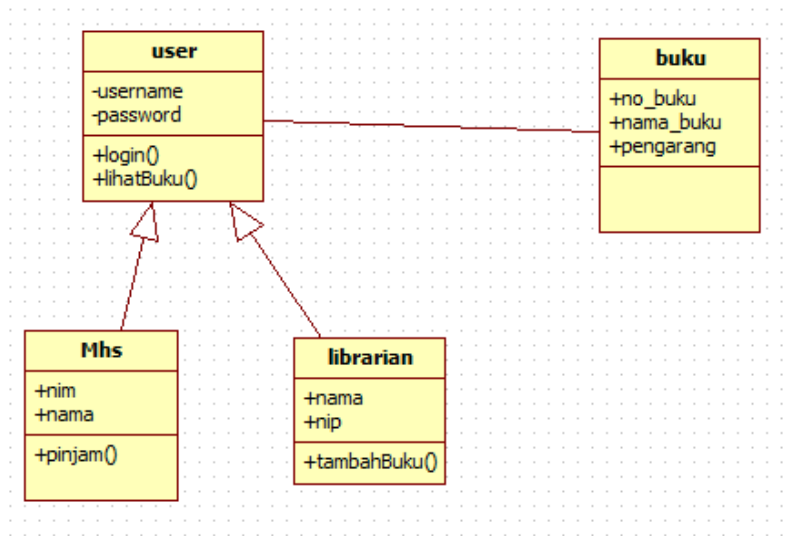 user
-username
-password
+login()
+lihatBuku()
buku
+no_buku
+nama_buku
+pengarang
Mhs
+nim
+nama
+pinjam()
librarian
+nama
+nip
+tambahBuku()